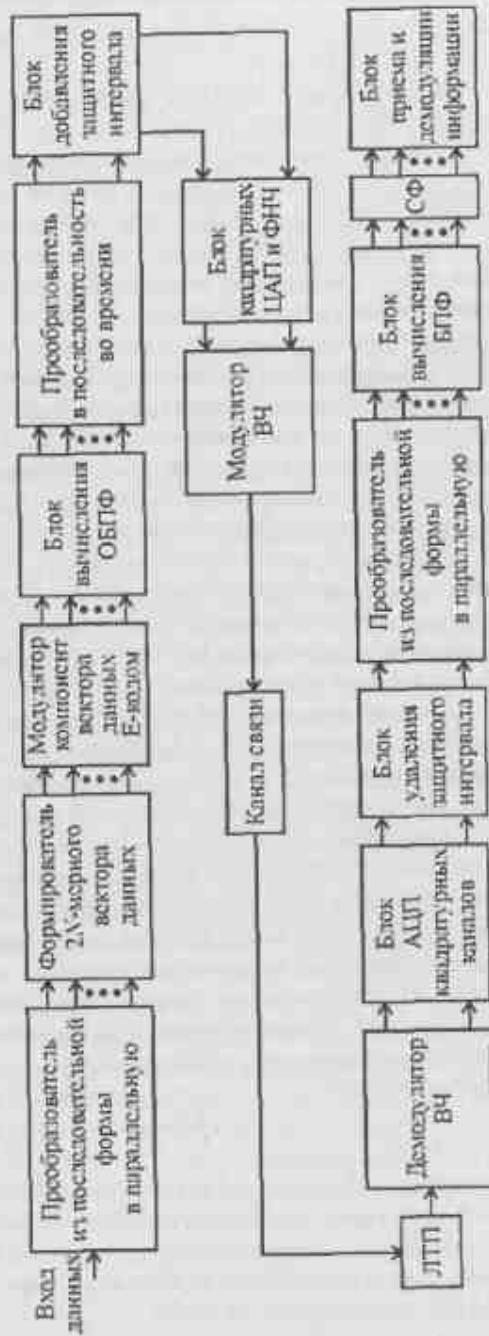 Вход
данных
Преобразователь
из последовательной
формы
в параллельную
Формирователь
2N-мерного
вектора
данных
Модулятор
компонент
вектора
данных
E-кодом
Блок
вычисления
ОБПФ
Преобразователь
в последовательность
во времени
Блок
добавления
защитного
интервала
Блок
квадратурных
ЦАП и ФНЧ
Модулятор
ВЧ
Канал связи
ЛТП
Демодулятор
ВЧ
Блок
АЦП
квадратурных
каналов
Блок
удаления
защитного
интервала
Преобразователь
из последовательной
формы
в параллельную
Блок
вычисления
БПФ
СФ
Блок
приема и
демодуляции
информации